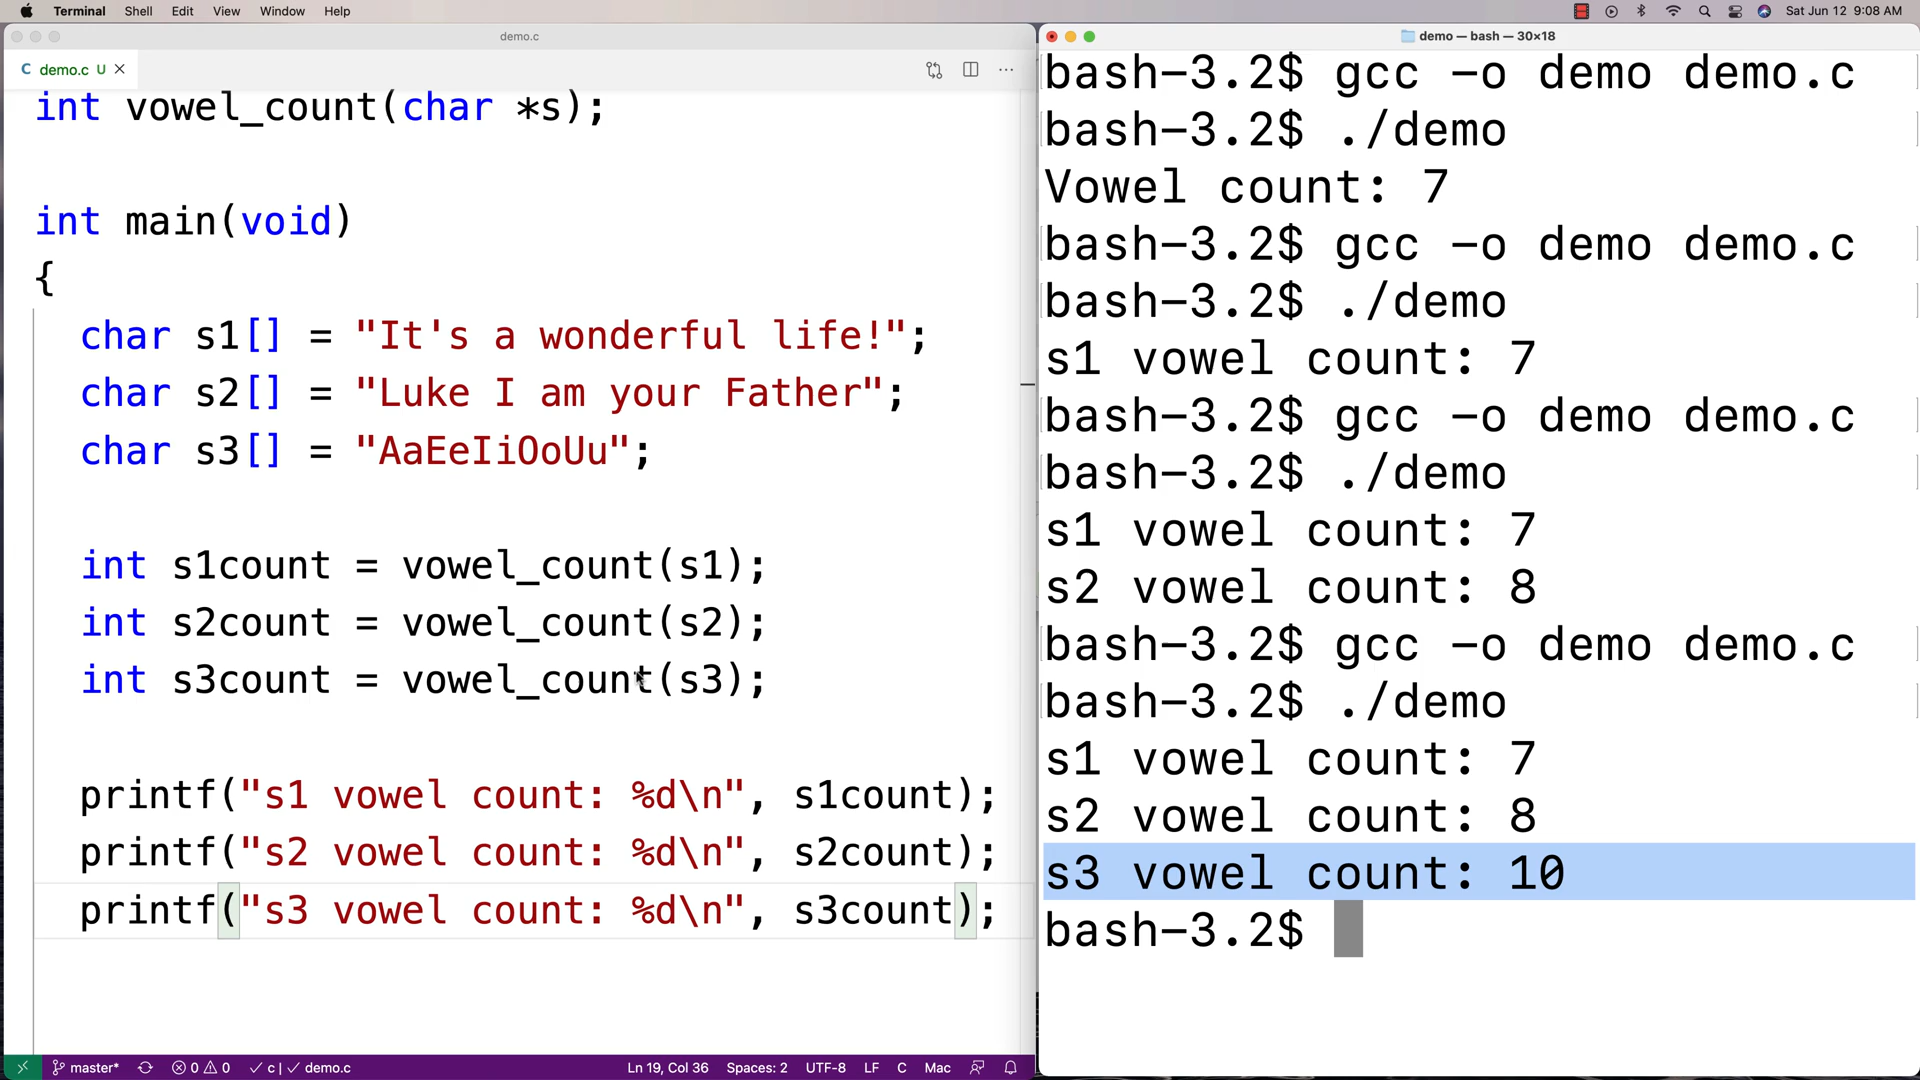 Terminal Shell Edit View Window Help
Sat Jun 12 9:08 AM
demo.c
C demo.c U
int vowel_count(char *s);
int main(void)
{
char s1[] = "It's a wonderful life!";
char s2[] = "Luke I am your Father";
char s3[] = "AaEeIiOoUu";
int s1count = vowel_count(s1);
int s2count = vowel_count(s2);
int s3count = vowel_count(s3);
printf("s1 vowel count: %d\n", s1count);
printf("s2 vowel count: %d\n", s2count);
printf("s3 vowel count: %d\n", s3count);
master* 0 0 ✓ c | ✓ demo.c Ln 19, Col 36 Spaces: 2 UTF-8 LF C Mac
demo — bash — 30×18
bash-3.2$ gcc -o demo demo.c
bash-3.2$ ./demo
Vowel count: 7
bash-3.2$ gcc -o demo demo.c
bash-3.2$ ./demo
s1 vowel count: 7
bash-3.2$ gcc -o demo demo.c
bash-3.2$ ./demo
s1 vowel count: 7
s2 vowel count: 8
bash-3.2$ gcc -o demo demo.c
bash-3.2$ ./demo
s1 vowel count: 7
s2 vowel count: 8
s3 vowel count: 10
bash-3.2$